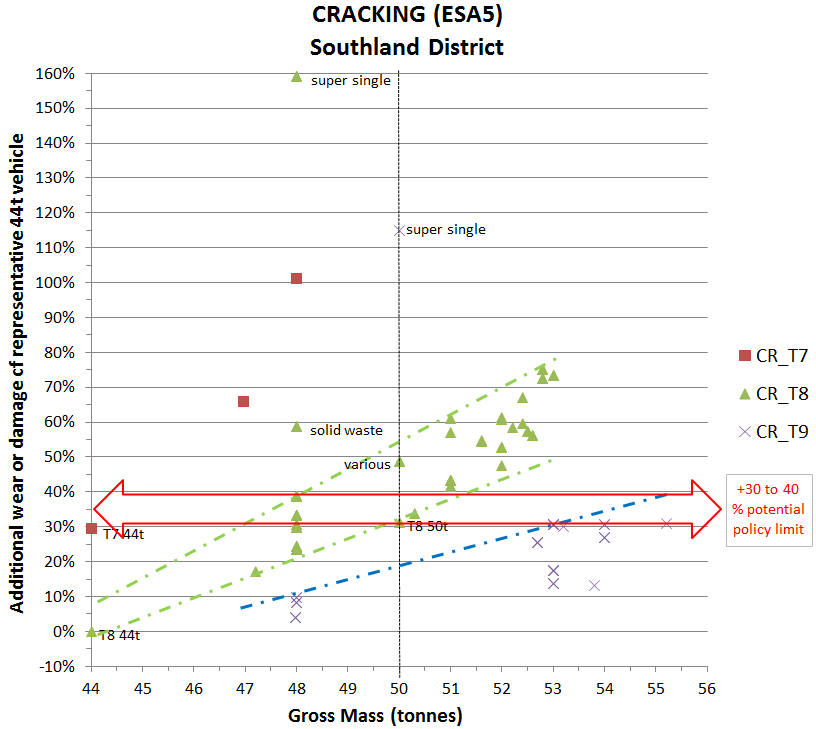 CRACKING (ESA5)
Southland District
Additional wear or damage cf representative 44t vehicle
160%
150%
140%
130%
120%
110%
100%
90%
80%
70%
60%
50%
40%
30%
20%
10%
0%
-10%
super single
super single
solid waste
various
T8 50t
T7 44t
T8 44t
44 45 46 47 48 49 50 51 52 53 54 55 56
Gross Mass (tonnes)
CR_T7
CR_T8
CR_T9
+30 to 40
% potential
policy limit